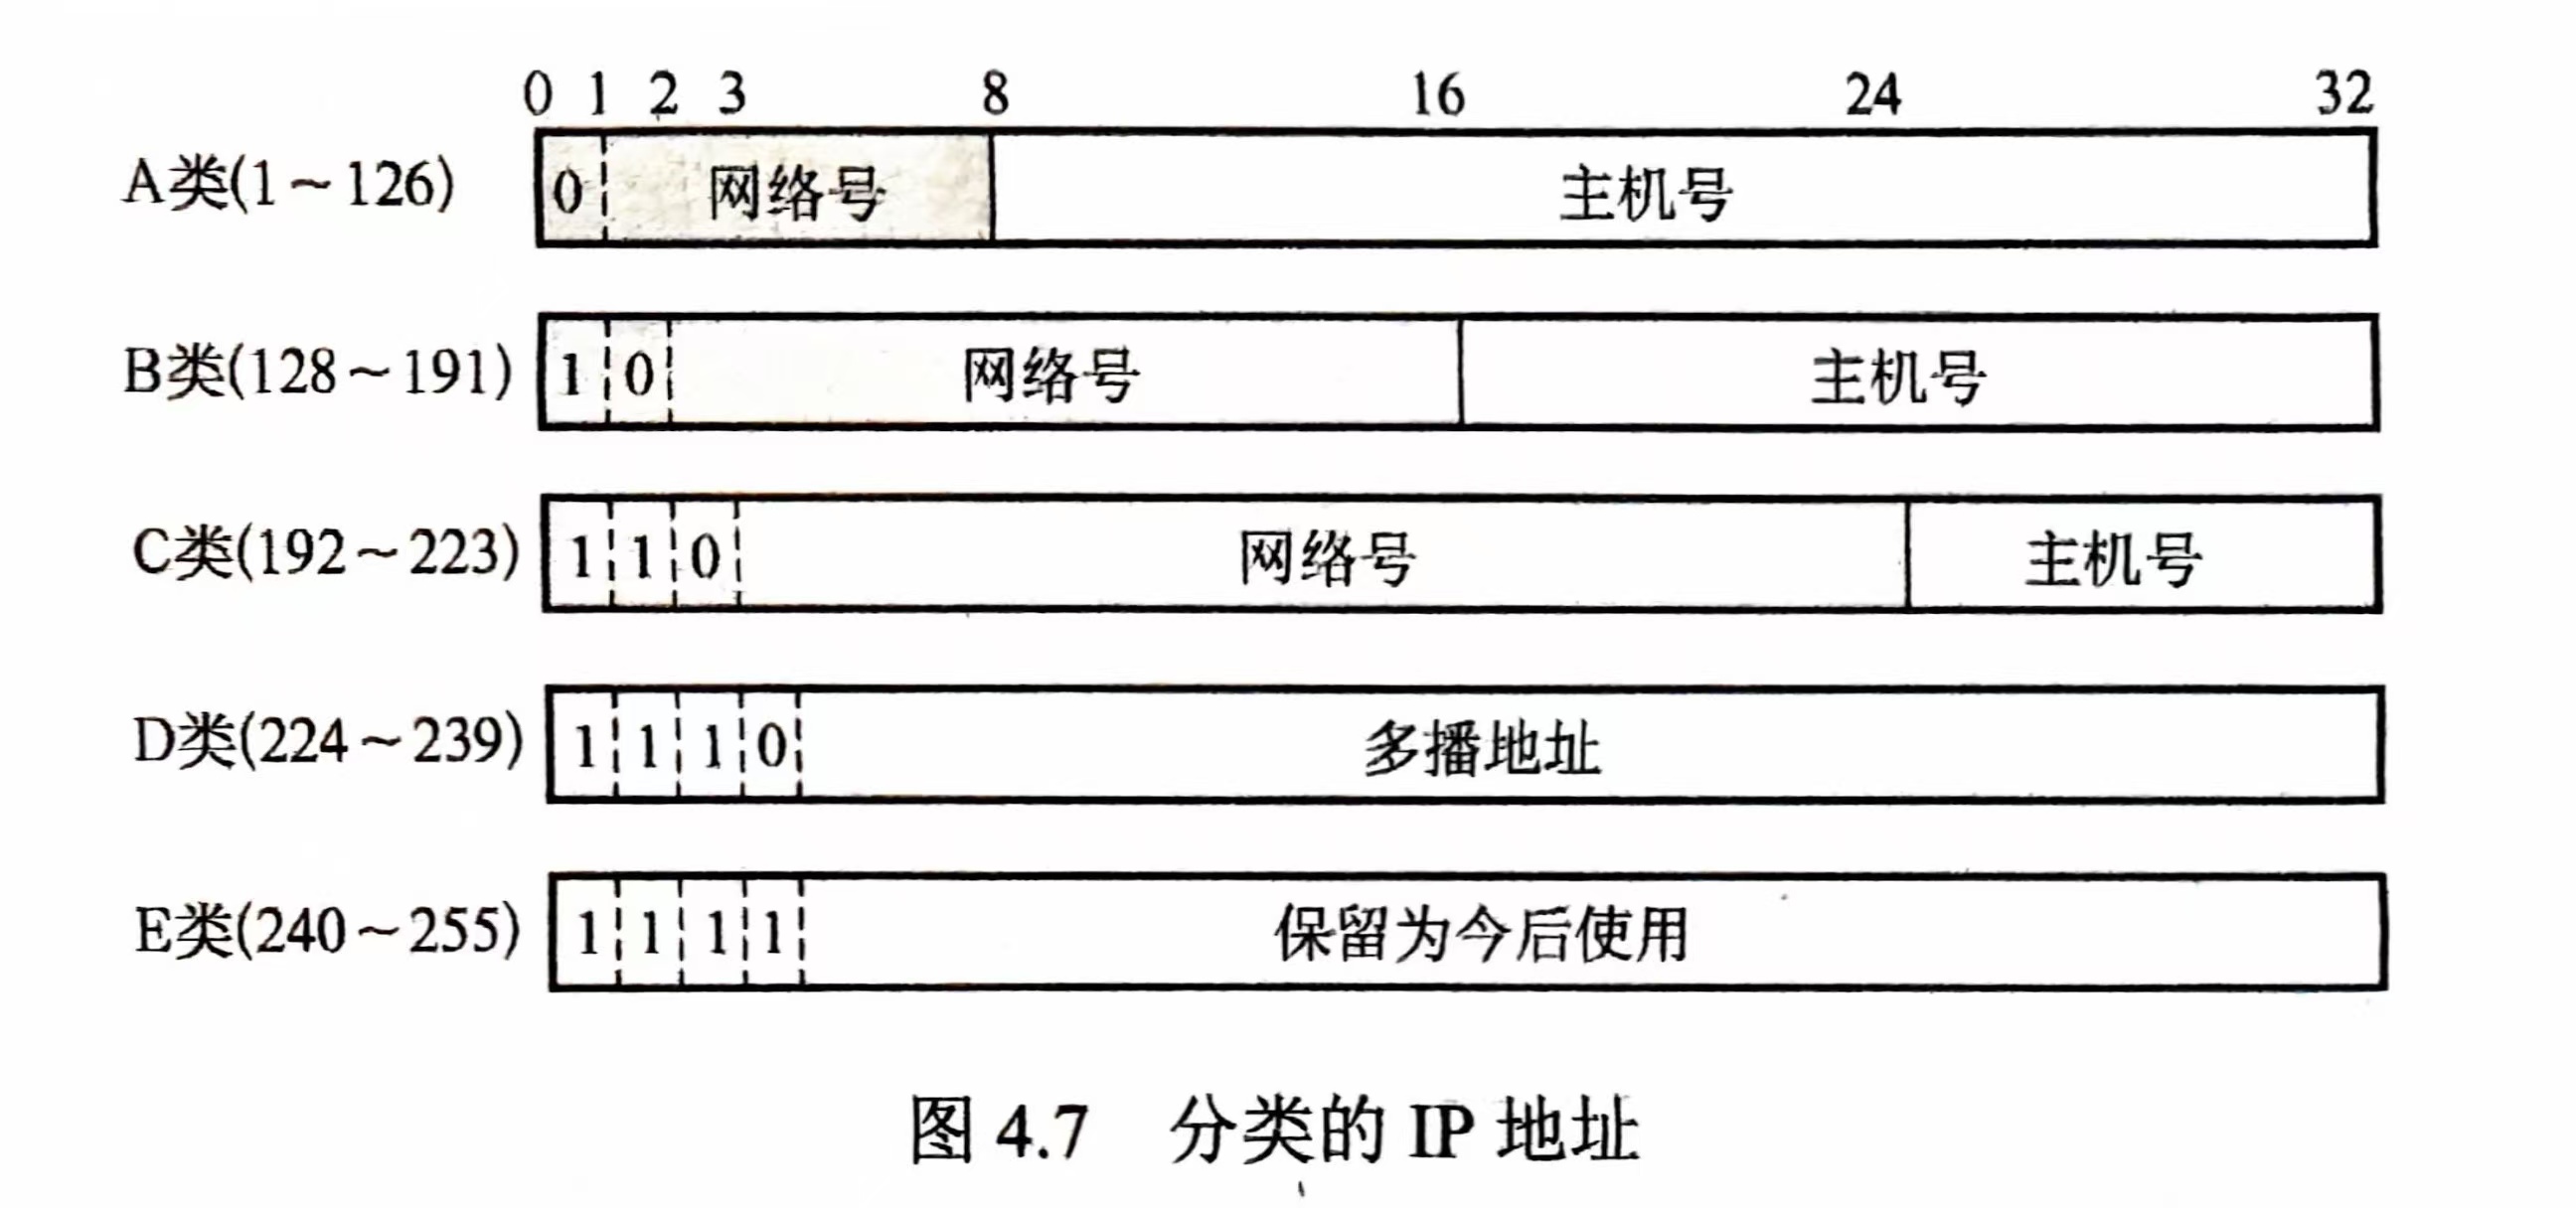 0 1 2 3 8 16 24 32
A类(1~126) 0 网络号 主机号
B类(128~191) 1 0 网络号 主机号
C类(192~223) 1 1 0 网络号 主机号
D类(224~239) 1 1 1 0 多播地址
E类(240~255) 1 1 1 1 保留为今后使用
图 4.7 分类的 IP 地址